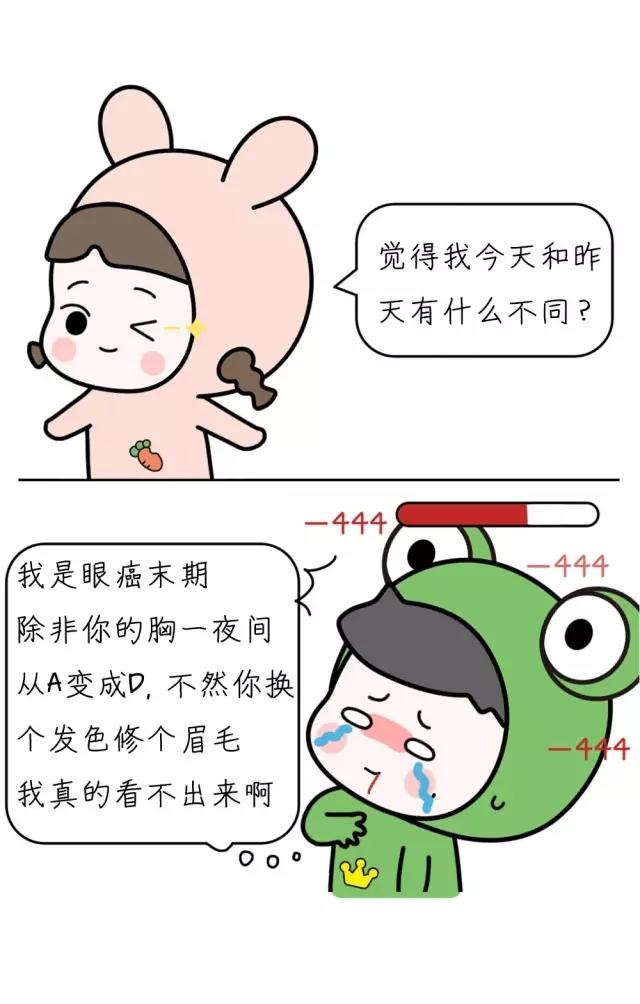 觉得我今天和昨
天有什么不同？
—444
—444
我是眼癌末期
除非你的胸一夜间
从A变成D, 不然你换
个发色修个眉毛
我真的看不出来啊
—444